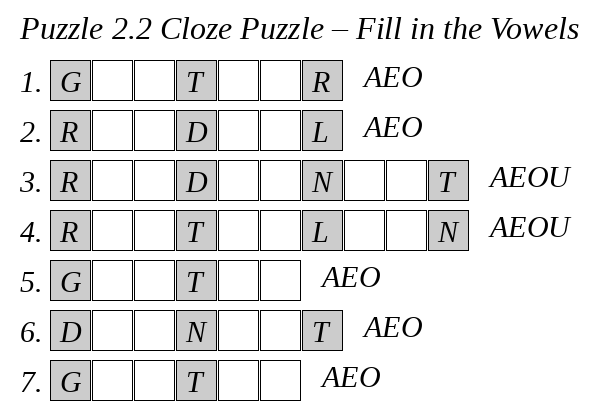 Puzzle 2.2 Cloze Puzzle – Fill in the Vowels
1. G T R AEO
2. R D L AEO
3. R D N T AEOU
4. R T L N AEOU
5. G T AEO
6. D N T AEO
7. G T AEO